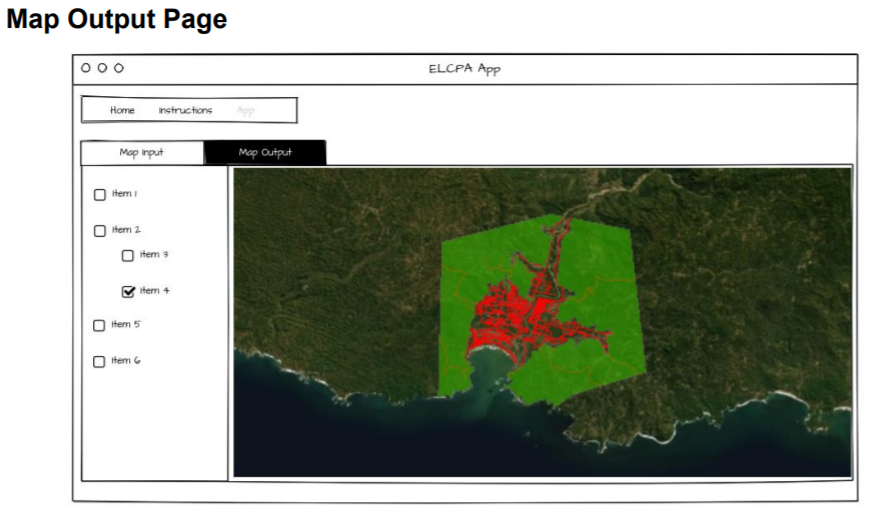 Map Output Page
ELCPA App
Home Instructions App
Map Input Map Output
Item 1
Item 2
Item 3
Item 4
Item 5
Item 6